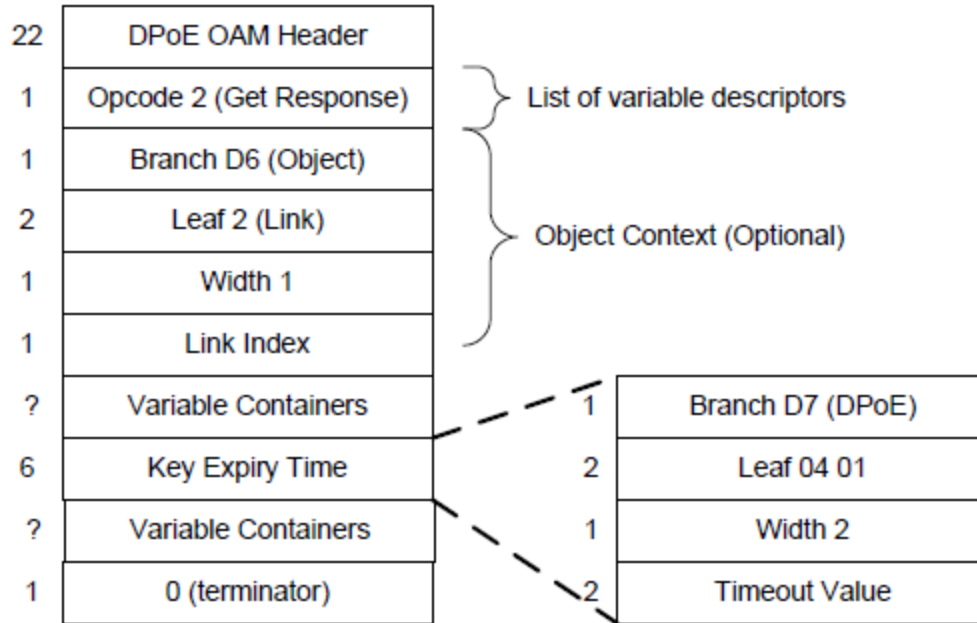 22 DPoE OAM Header
1 Opcode 2 (Get Response) List of variable descriptors
1 Branch D6 (Object)
2 Leaf 2 (Link) Object Context (Optional)
1 Width 1
1 Link Index
? Variable Containers 1 Branch D7 (DPoE)
6 Key Expiry Time 2 Leaf 04 01
? Variable Containers 1 Width 2
1 0 (terminator) 2 Timeout Value